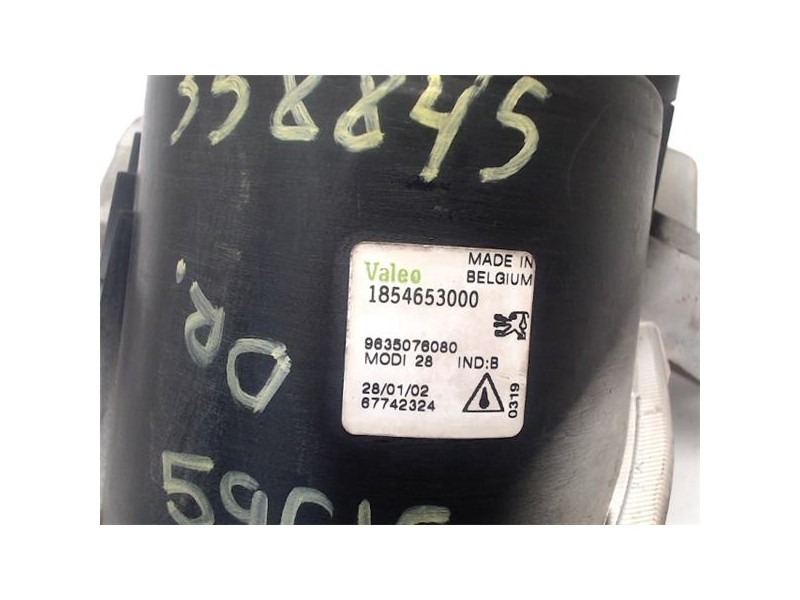 358845
Valeo
MADE IN
BELGIUM
1854653000
9635076080
MODI 28 IND:B
28/01/02
67742324
0319
DR.